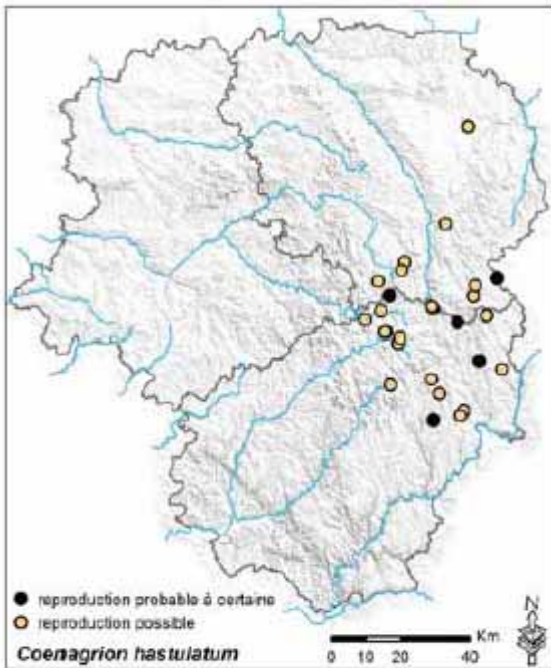 reproduction probable à certaine
reproduction possible
Coenagrion hastulatum
Km
0 10 20 40
N